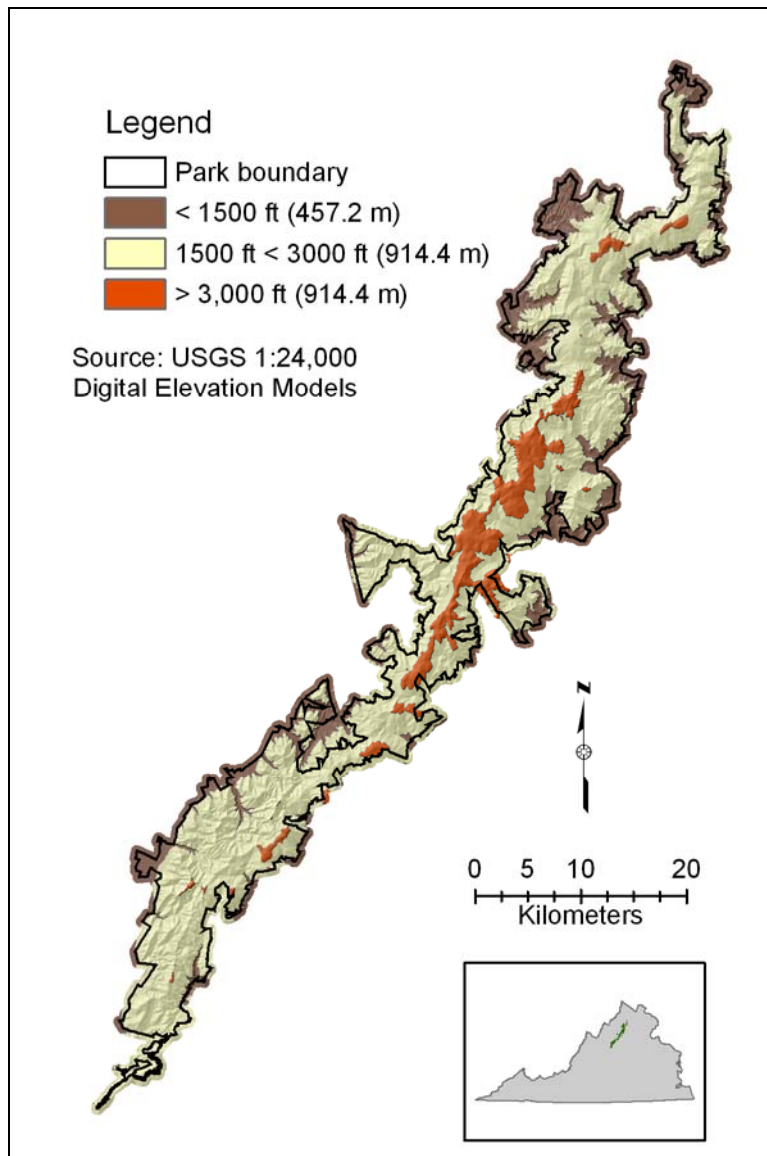 Legend
Park boundary
< 1500 ft (457.2 m)
1500 ft < 3000 ft (914.4 m)
> 3,000 ft (914.4 m)
Source: USGS 1:24,000
Digital Elevation Models
N
0 5 10 20
Kilometers